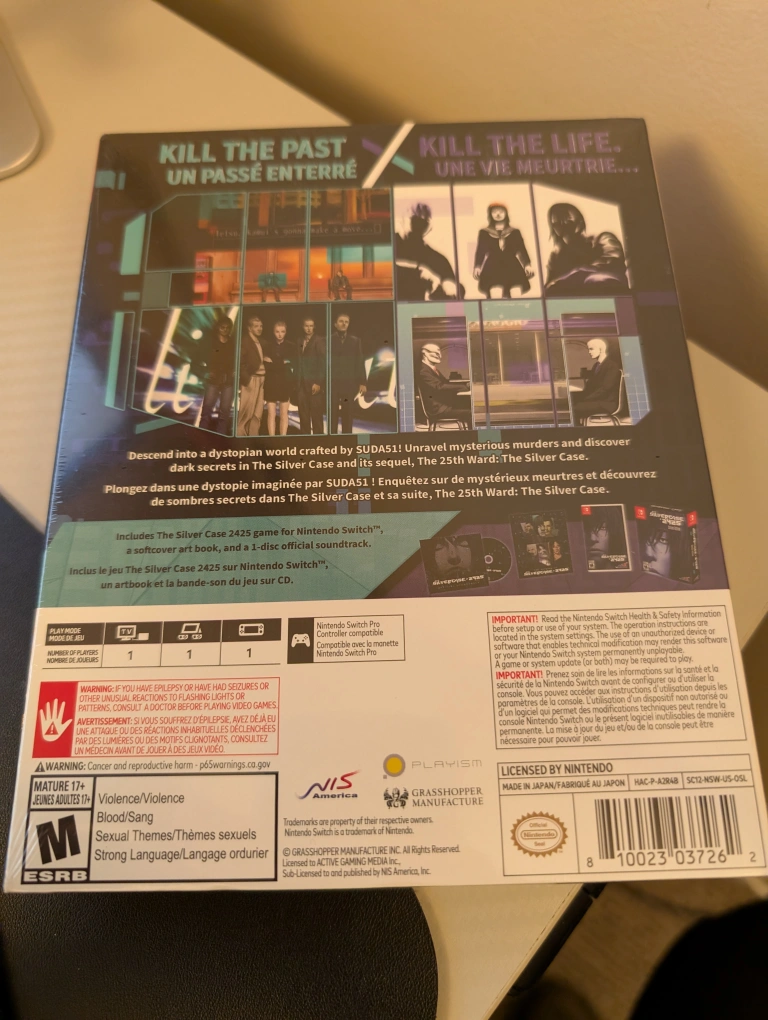 KILL THE PAST
UN PASSÉ ENTERRÉ
KILL THE LIFE.
UNE VIE MEURTRIE...
Descend into a dystopian world crafted by SUDA51! Unravel mysterious murders and discover
dark secrets in The Silver Case and its sequel, The 25th Ward: The Silver Case.
Plongez dans une dystopie imaginée par SUDA51 ! Enquêtez sur de mystérieux meurtres et découvrez
de sombres secrets dans The Silver Case et sa suite, The 25th Ward: The Silver Case.
Includes The Silver Case 2425 game for Nintendo Switch™,
a softcover art book, and a 1-disc official soundtrack.
Inclus le jeu The Silver Case 2425 sur Nintendo Switch™,
un artbook et la bande-son du jeu sur CD.
PLAY MODE
MODE DE JEU
TV
NUMBER OF PLAYERS
NOMBRE DE JOUEURS
1 1 1
Nintendo Switch Pro
Controller compatible
Compatible avec la manette
Nintendo Switch Pro
IMPORTANT! Read the Nintendo Switch Health & Safety Information
before setup or use of your system. The operation instructions are
located in the system settings. The use of an unauthorized device or
software that enables technical modification may render this software
or your Nintendo Switch system permanently unplayable.
A game or system update (or both) may be required to play.
IMPORTANT! Prenez soin de lire les informations sur la santé et la
sécurité de la Nintendo Switch avant de configurer ou d'utiliser la
console. Vous pouvez accéder aux instructions d'utilisation depuis les
paramètres de la console. L'utilisation d'un dispositif non autorisé ou
d'un logiciel qui permet des modifications techniques peut rendre la
console Nintendo Switch ou le présent logiciel inutilisables de manière
permanente. La mise à jour du jeu et/ou de la console peut être
nécessaire pour pouvoir jouer.
WARNING: IF YOU HAVE EPILEPSY OR HAVE HAD SEIZURES OR
OTHER UNUSUAL REACTIONS TO FLASHING LIGHTS OR
PATTERNS, CONSULT A DOCTOR BEFORE PLAYING VIDEO GAMES.
AVERTISSEMENT: SI VOUS SOUFFREZ D'ÉPILEPSIE, AVEZ DÉJÀ EU
UNE ATTAQUE OU DES RÉACTIONS INHABITUELLES DÉCLENCHÉES
PAR DES LUMIÈRES OU DES MOTIFS CLIGNOTANTS, CONSULTEZ
UN MÉDECIN AVANT DE JOUER À DES JEUX VIDÉO.
WARNING: Cancer and reproductive harm - p65warnings.ca.gov
MATURE 17+
JEUNES ADULTES 17+
M
ESRB
Violence/Violence
Blood/Sang
Sexual Themes/Thèmes sexuels
Strong Language/Langage ordurier
NIS
America
PLAYISM
GRASSHOPPER
MANUFACTURE
Trademarks are property of their respective owners.
Nintendo Switch is a trademark of Nintendo.
© GRASSHOPPER MANUFACTURE INC. All Rights Reserved.
Licensed to ACTIVE GAMING MEDIA Inc.,
Sub-Licensed to and published by NIS America, Inc.
LICENSED BY NINTENDO
MADE IN JAPAN/FABRIQUÉ AU JAPON HAC-P-A2R4B SC12-NSW-US-OSL
Official
Nintendo
Seal
8 10023 03726 2